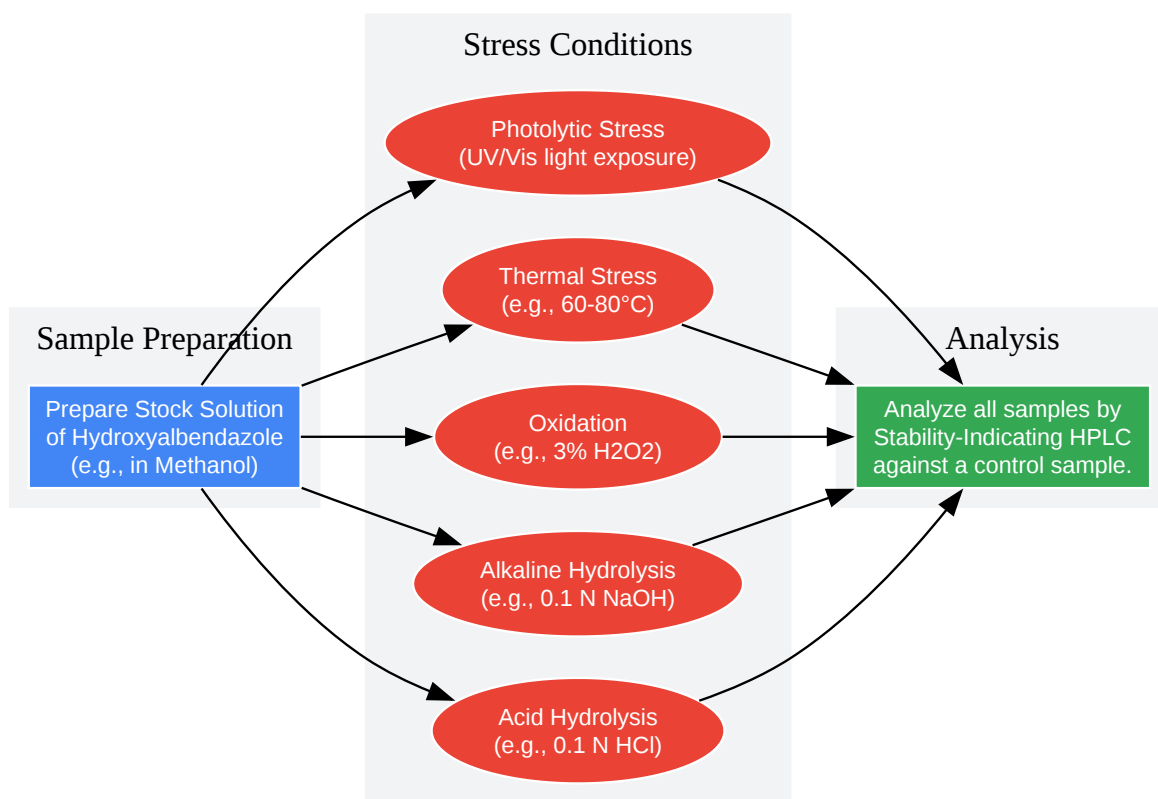 Stress Conditions
Photolytic Stress
(UV/Vis light exposure)
Thermal Stress
(e.g., 60-80°C)
Sample Preparation
Analysis
Prepare Stock Solution
of Hydroxyalbendazole
(e.g., in Methanol)
Oxidation
(e.g., 3% H2O2)
Analyze all samples by
Stability-Indicating HPLC
against a control sample.
Alkaline Hydrolysis
(e.g., 0.1 N NaOH)
Acid Hydrolysis
(e.g., 0.1 N HCl)